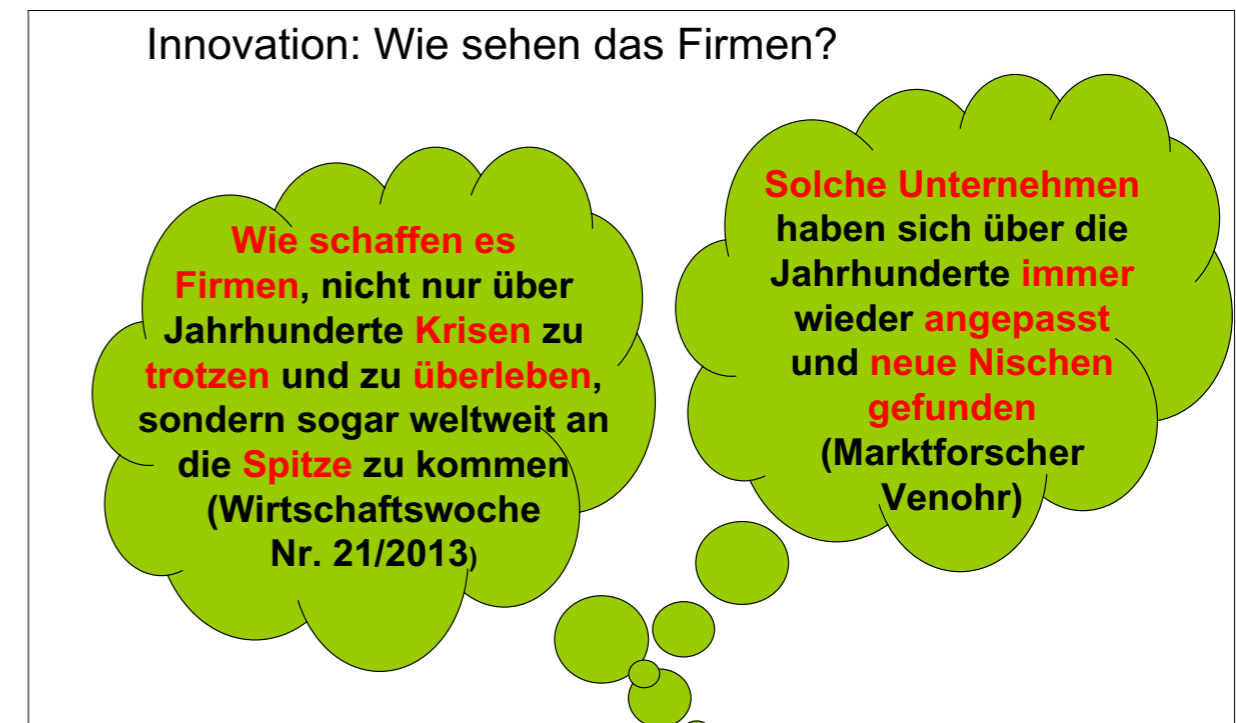 Innovation: Wie sehen das Firmen?
Wie schaffen es
Firmen, nicht nur über
Jahrhunderte Krisen zu
trotzen und zu überleben,
sondern sogar weltweit an
die Spitze zu kommen
(Wirtschaftswoche
Nr. 21/2013)
Solche Unternehmen
haben sich über die
Jahrhunderte immer
wieder angepasst
und neue Nischen
gefunden
(Marktforscher
Venohr)